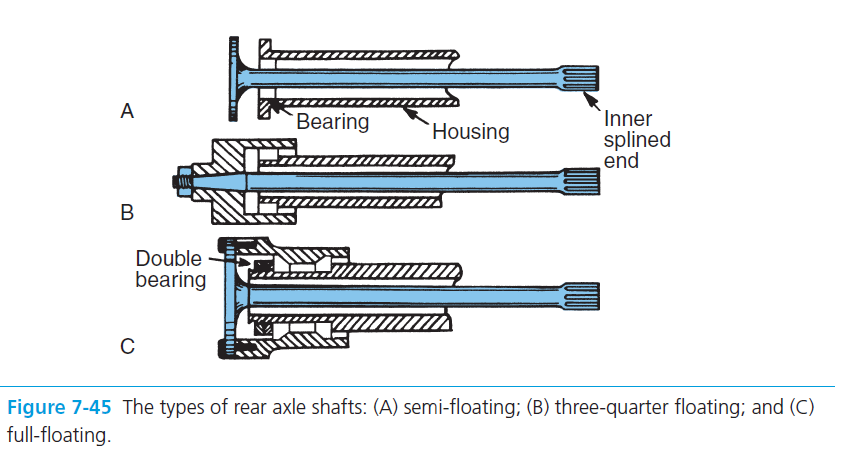 A
Bearing
Housing
Inner
splined
end
B
Double
bearing
C
Figure 7-45 The types of rear axle shafts: (A) semi-floating; (B) three-quarter floating; and (C)
full-floating.